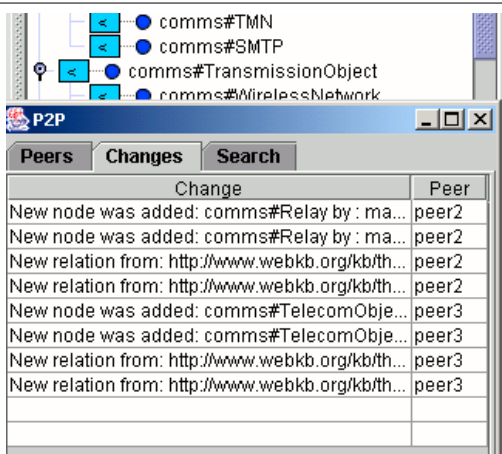 < comms#TMN
< comms#SMTP
< comms#TransmissionObject
< comms#WirelessNetwork
P2P
Peers Changes Search
Change Peer
New node was added: comms#Relay by : ma... peer2
New node was added: comms#Relay by : ma... peer2
New relation from: http://www.webkb.org/kb/th... peer2
New relation from: http://www.webkb.org/kb/th... peer2
New node was added: comms#TelecomObje... peer3
New node was added: comms#TelecomObje... peer3
New relation from: http://www.webkb.org/kb/th... peer3
New relation from: http://www.webkb.org/kb/th... peer3